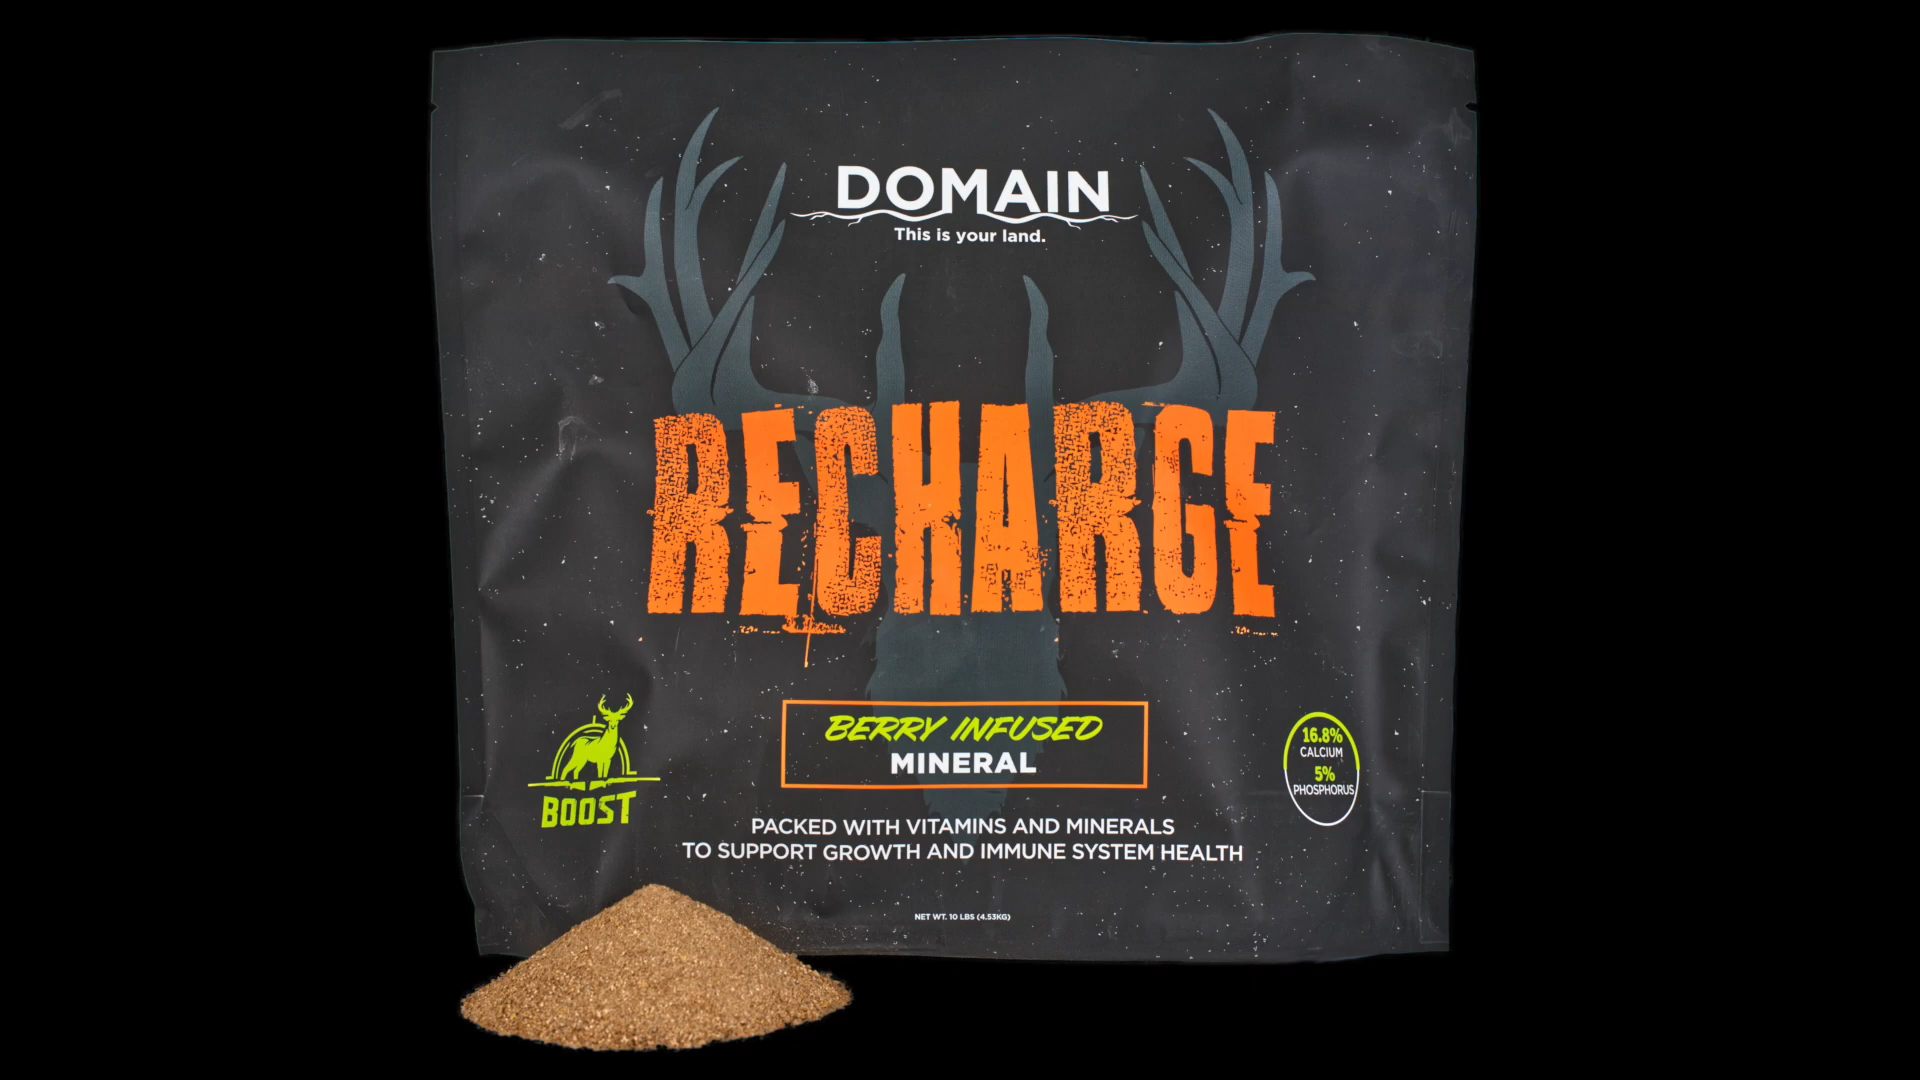 DOMAIN
This is your land.
RECHARGE
BERRY INFUSED
MINERAL
BOOST
16.8%
CALCIUM
5%
PHOSPHORUS
PACKED WITH VITAMINS AND MINERALS
TO SUPPORT GROWTH AND IMMUNE SYSTEM HEALTH
NET WT. 10 LBS (4.53KG)